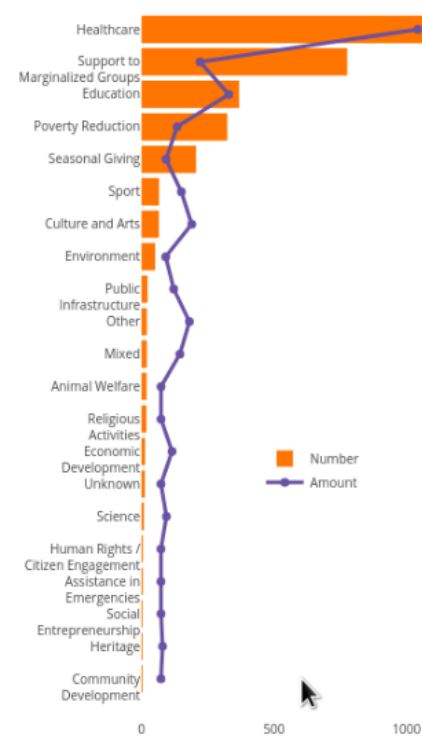 Healthcare
Support to
Marginalized Groups
Education
Poverty Reduction
Seasonal Giving
Sport
Culture and Arts
Environment
Public
Infrastructure
Other
Mixed
Animal Welfare
Religious
Activities
Economic
Development
Unknown
Science
Human Rights /
Citizen Engagement
Assistance in
Emergencies
Social
Entrepreneurship
Heritage
Community
Development
Number
Amount
0 500 1000